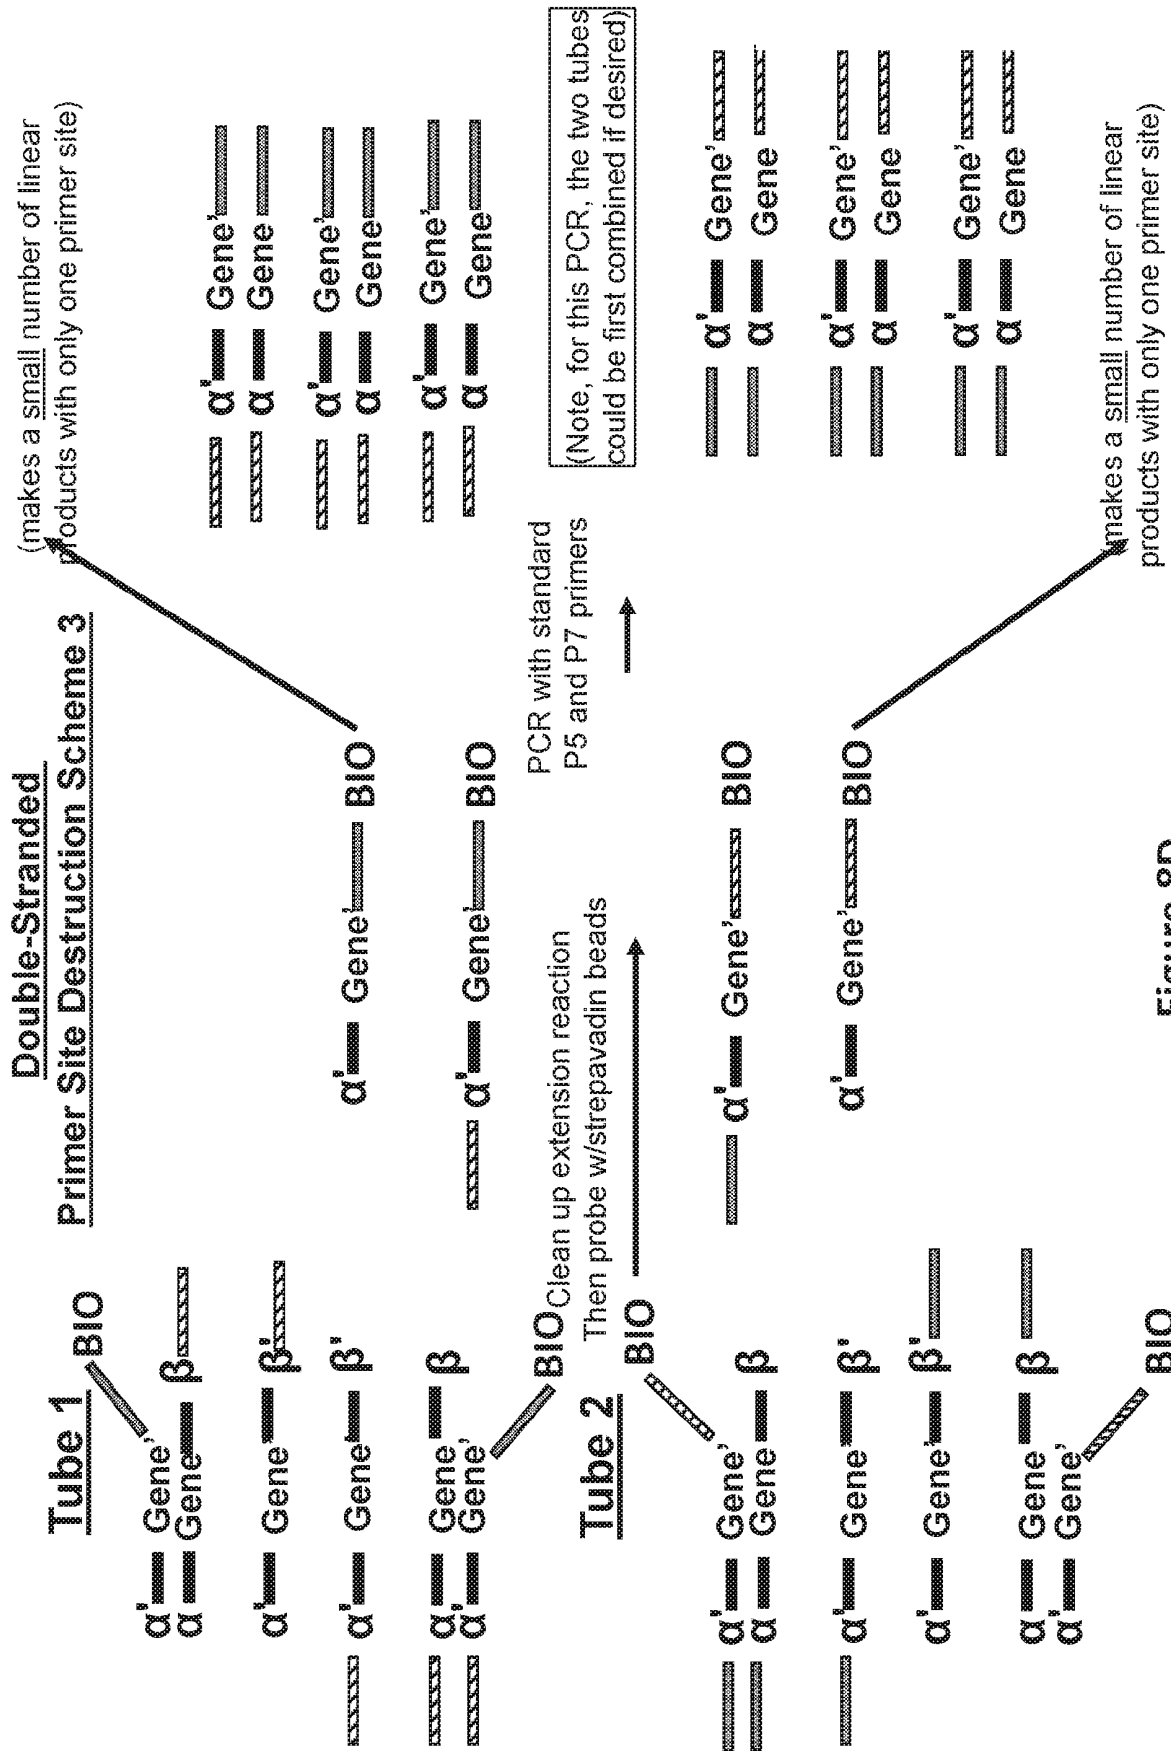 Double-Stranded
Primer Site Destruction Scheme 3
(makes a small number of linear
products with only one primer site)
Tube 1
BIO
α' Gene'
α Gene β
α' Gene' β'
α' Gene' β'
α Gene β
α' Gene'
BIO
Tube 2
BIO
α' Gene'
α Gene β
α' Gene' β'
α' Gene' β'
α Gene β
α' Gene'
BIO
Clean up extension reaction
Then probe w/strepavadin beads
α' Gene' BIO
α' Gene' BIO
α' Gene' BIO
α' Gene' BIO
PCR with standard
P5 and P7 primers
α' Gene'
α Gene
α' Gene'
α Gene
α' Gene'
α Gene
(Note, for this PCR, the two tubes
could be first combined if desired)
α' Gene'
α Gene
α' Gene'
α Gene
α' Gene'
α Gene
makes a small number of linear
products with only one primer site)
Figure 8D